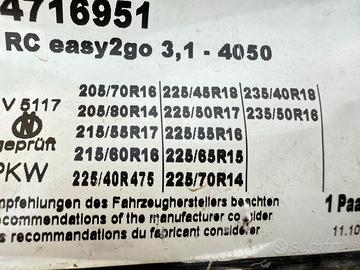 4716951
RC easy2go 3,1 - 4050
205/70R16 225/45R18 235/40R18
V 5117 205/80R14 225/50R17 235/50R16
215/55R17 225/55R16
geprüft 215/60R16 225/65R15
PKW 225/40R475 225/70R14
Empfehlungen des Fahrzeugherstellers beachten
recommendations of the manufacturer consider 1 Paa
es recommandations du fabricant considérer 11.10
subito